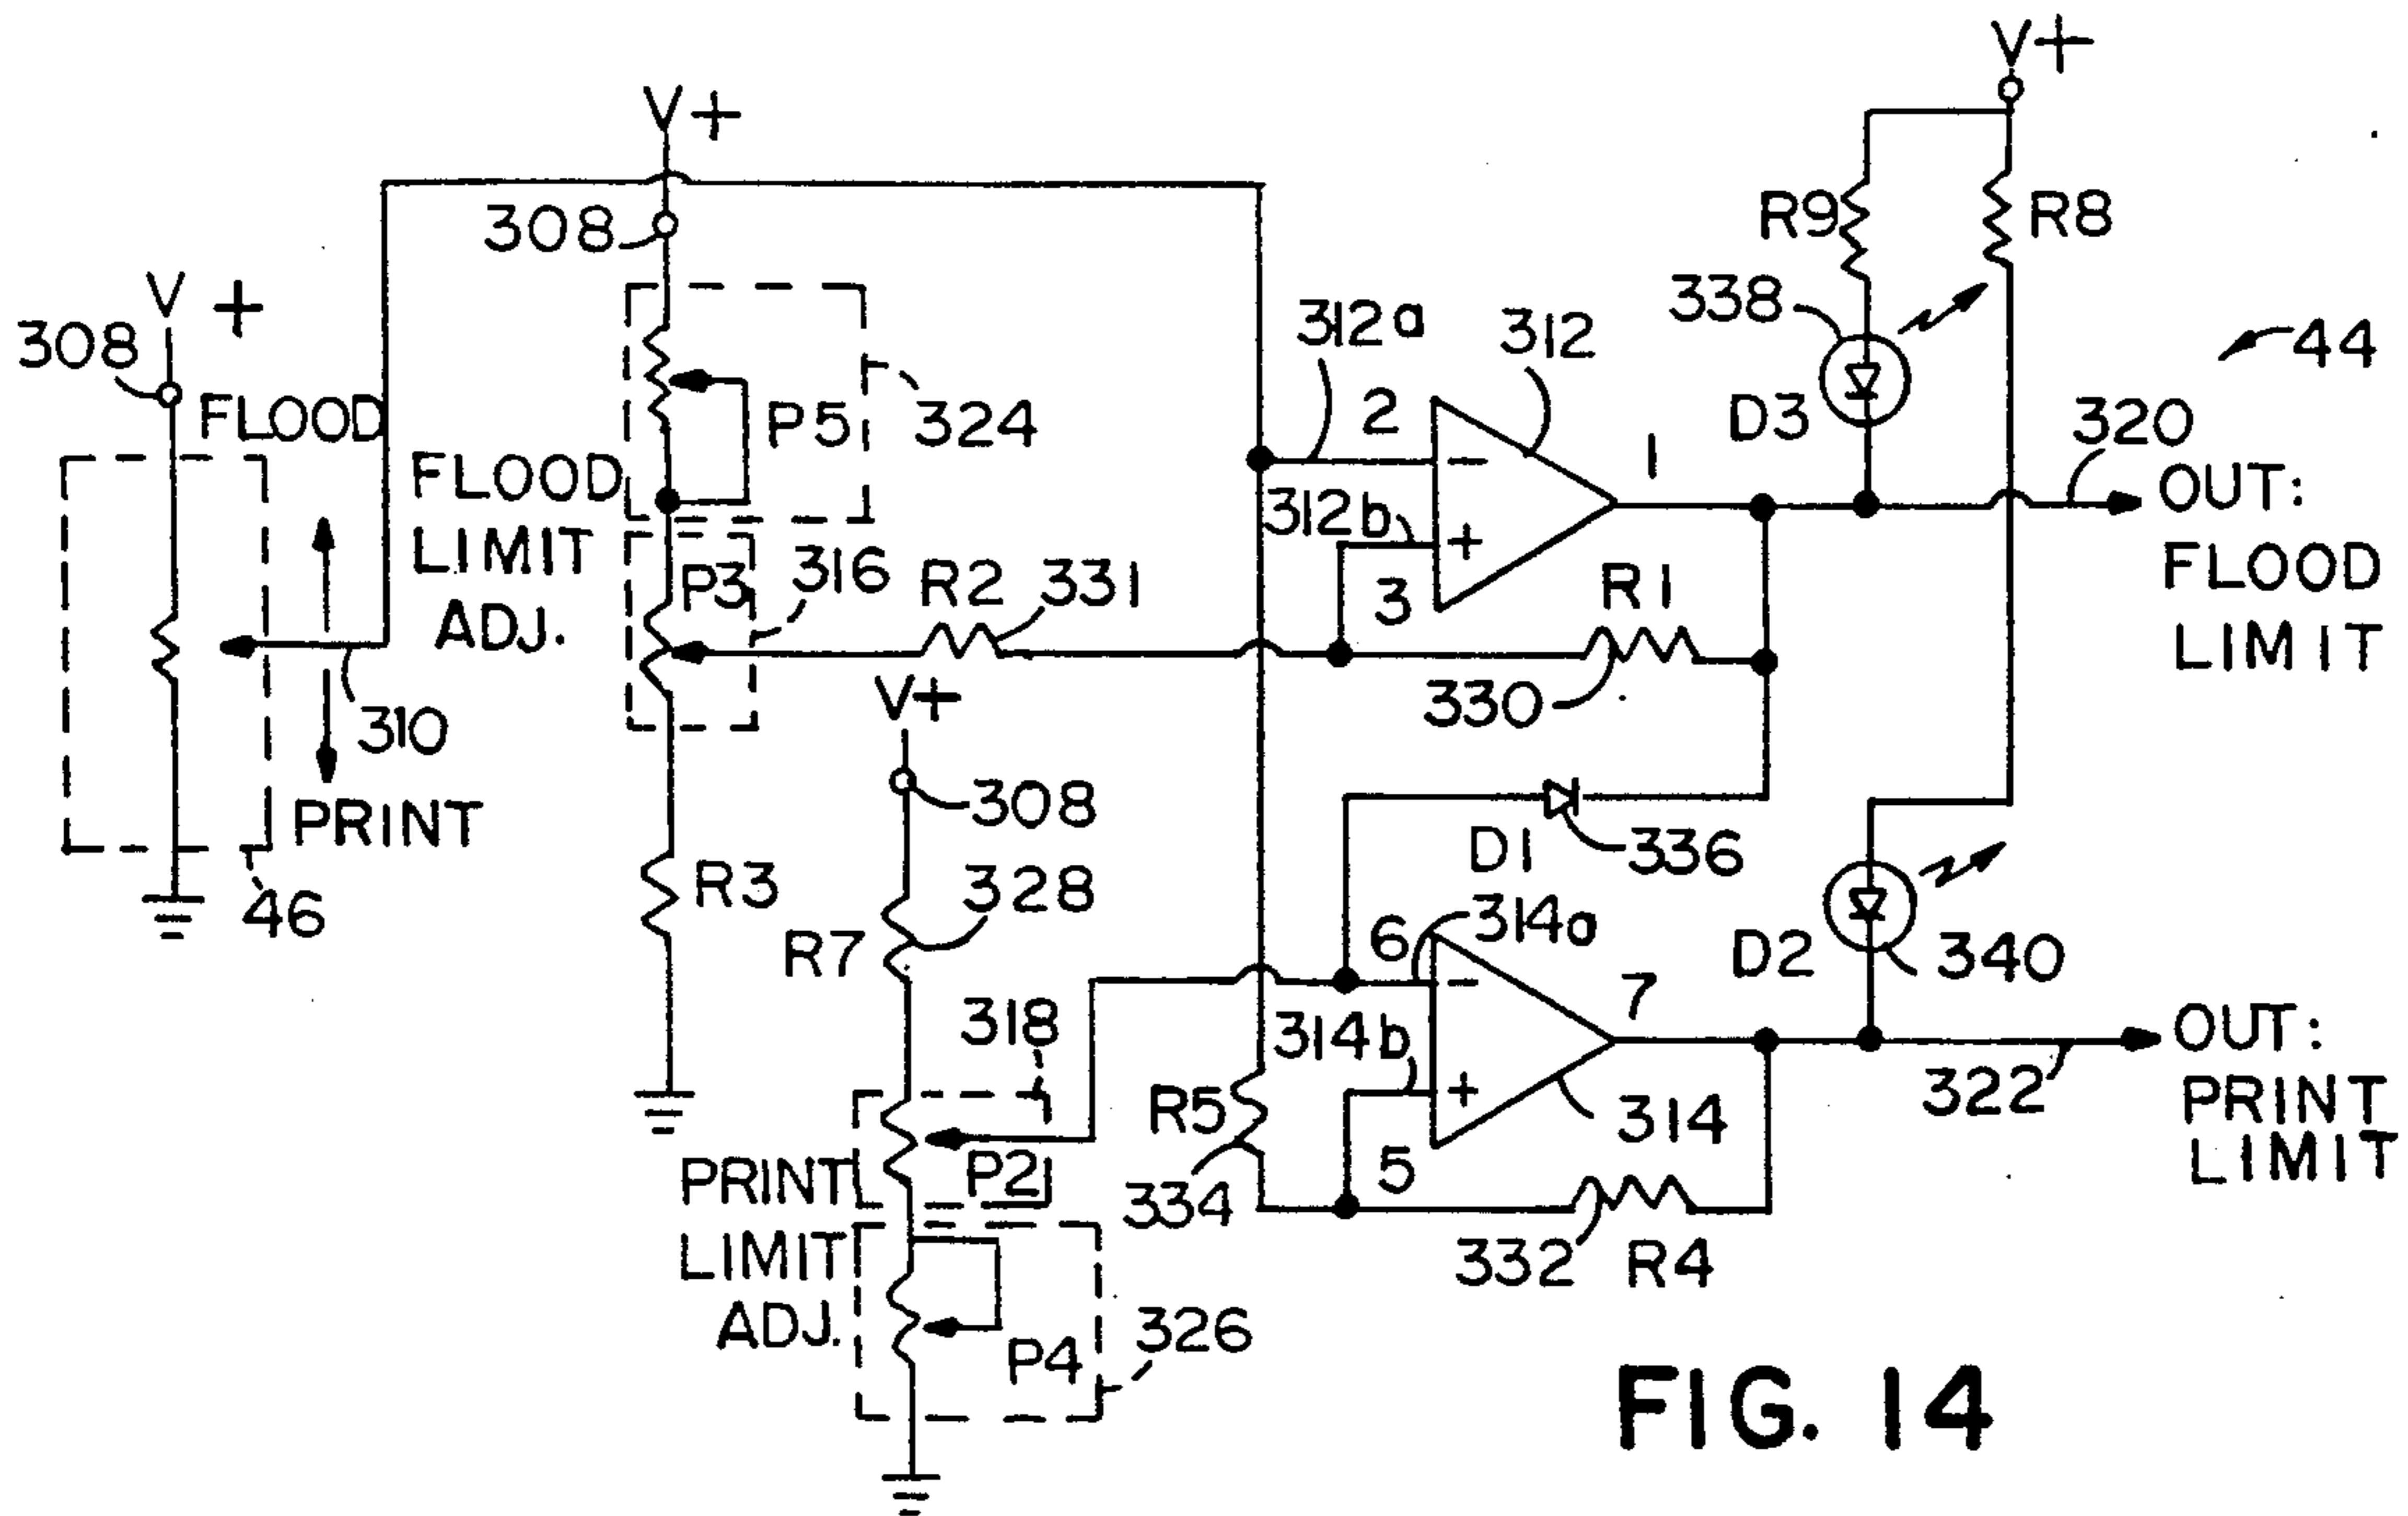 V+
V+
308
R9
R8
312a
312
338
44
V +
308
FLOOD
P5
324
2
1
D3
320
OUT:
FLOOD
LIMIT
FLOOD
LIMIT
ADJ.
312b
3
P3
316
R2
331
R1
330
310
PRINT
46
V+
308
D1
336
R3
R7
328
6
314a
D2
340
318
314b
7
OUT:
PRINT
LIMIT
322
R5
334
5
314
PRINT
LIMIT
ADJ.
P2
332
R4
P4
326
FIG. 14